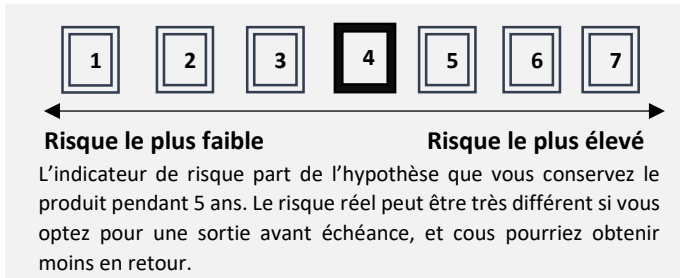 1 2 3 4 5 6 7
Risque le plus faible Risque le plus élevé
L’indicateur de risque part de l’hypothèse que vous conservez le
produit pendant 5 ans. Le risque réel peut être très différent si vous
optez pour une sortie avant échéance, et cous pourriez obtenir
moins en retour.